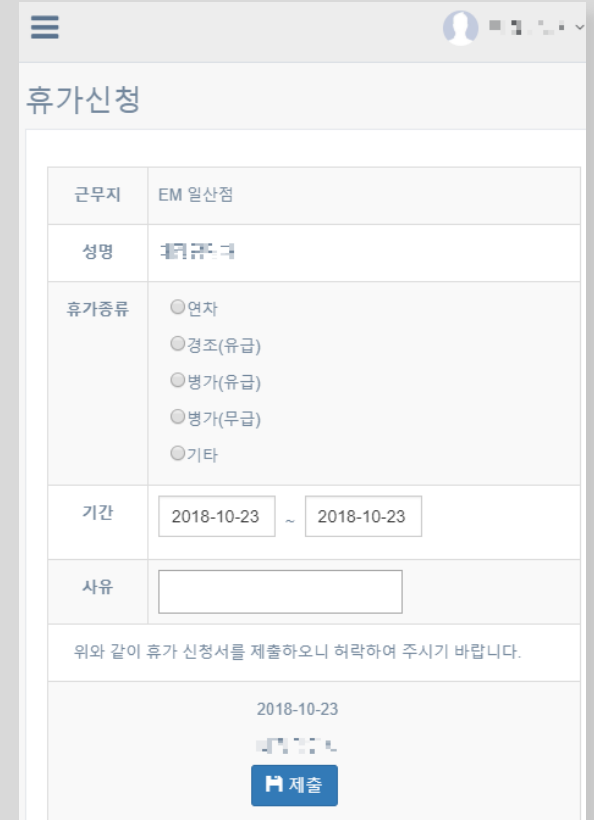 휴가신청
근무지 EM 일산점
성명
휴가종류 연차
경조(유급)
병가(유급)
병가(무급)
기타
기간 2018-10-23 ~ 2018-10-23
사유
위와 같이 휴가 신청서를 제출하오니 허락하여 주시기 바랍니다.
2018-10-23
제출